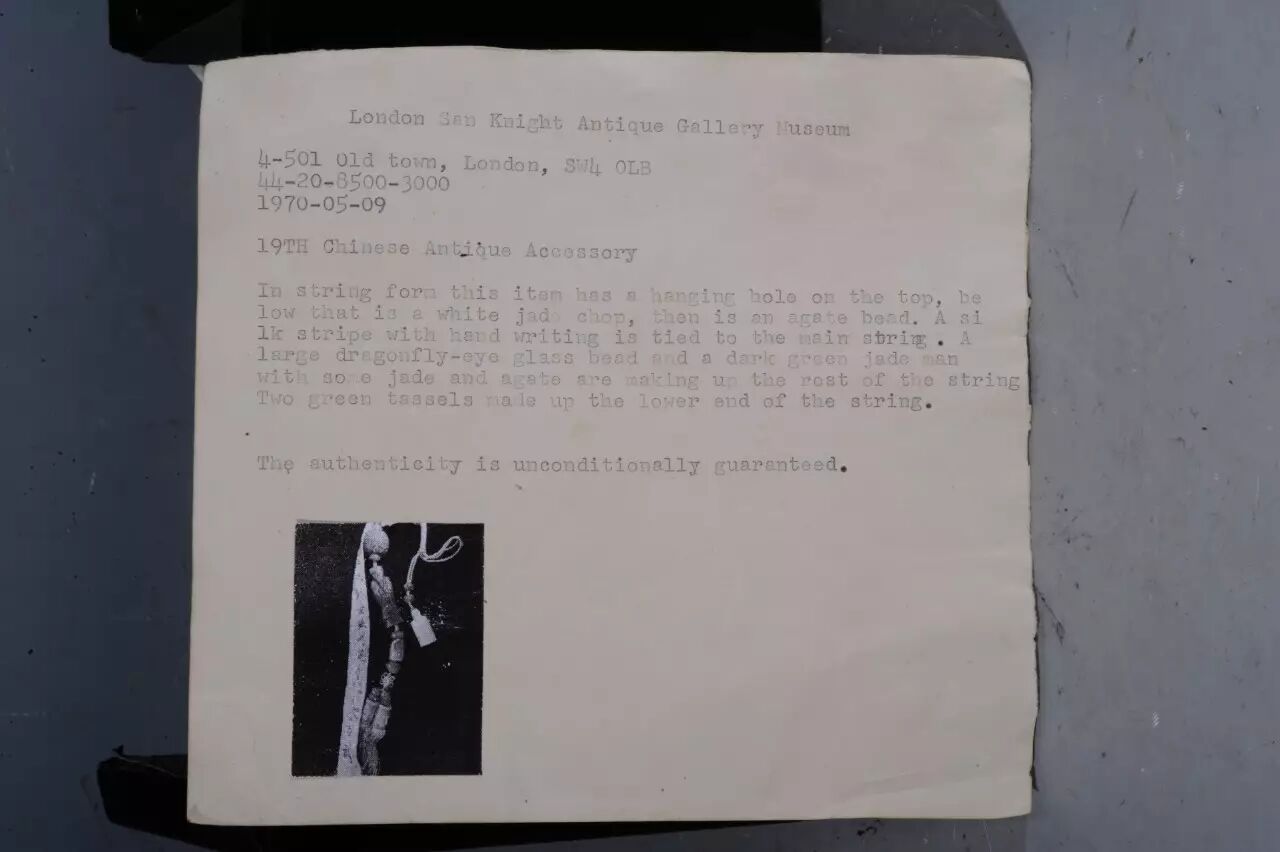 London San Knight Antique Gallery Museum
4-501 Old town, London, SW4 0LB
44-20-8500-3000
1970-05-09
19TH Chinese Antique Accessory
In string form this item has a hanging hole on the top, be
low that is a white jade chop, then is an agate bead. A si
lk stripe with hand writing is tied to the main string. A
large dragonfly-eye glass bead and a dark green jade man
with some jade and agate are making up the rest of the string
Two green tassels made up the lower end of the string.
The authenticity is unconditionally guaranteed.